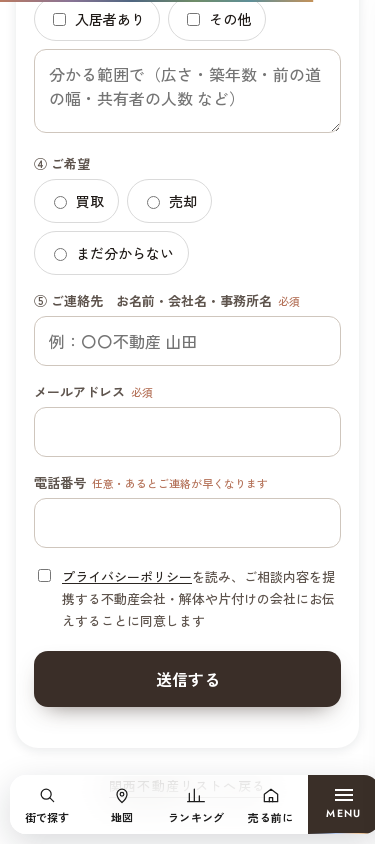 入居者あり その他
分かる範囲で（広さ・築年数・前の道
の幅・共有者の人数 など）
④ ご希望
買取 売却
まだ分からない
⑤ ご連絡先　お名前・会社名・事務所名 必須
例：〇〇不動産 山田
メールアドレス 必須
電話番号 任意・あるとご連絡が早くなります
プライバシーポリシーを読み、ご相談内容を提
携する不動産会社・解体や片付けの会社にお伝
えすることに同意します
送信する
関西不動産リストへ戻る
街で探す 地図 ランキング 売る前に MENU